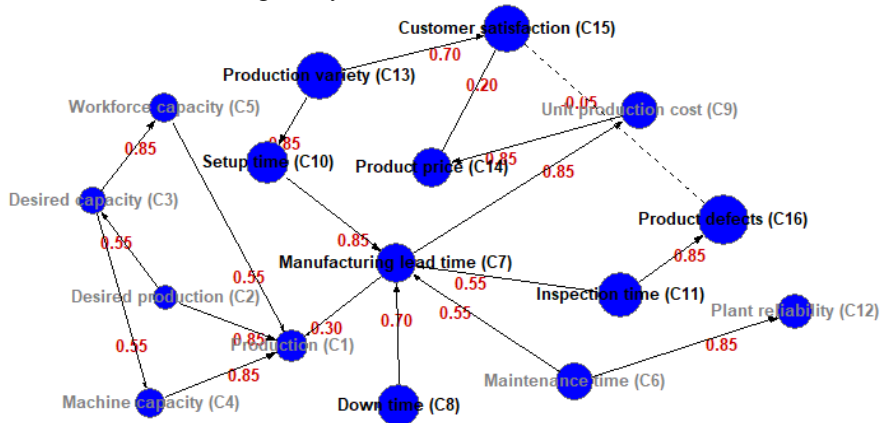 Customer satisfaction (C15)
0.70
Production variety (C13)
0.20
-0.05
Workforce capacity (C5)
Unit production cost (C9)
0.85
0.85
Setup time (C10)
Product price (C14)
0.85
0.85
Desired capacity (C3)
Product defects (C16)
0.55
0.85
Manufacturing lead time (C7)
0.85
0.55
0.55
Inspection time (C11)
Desired production (C2)
Plant reliability (C12)
0.55
0.30
0.85
Production (C1)
0.55
0.85
0.70
0.85
Maintenance time (C6)
Machine capacity (C4)
Down time (C8)